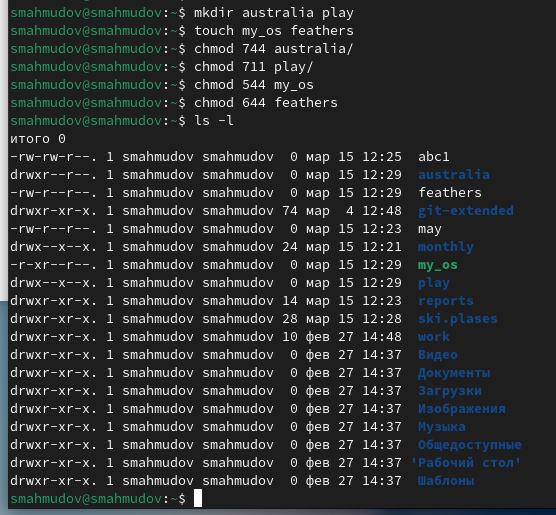 smahmudov@smahmudov:~$ mkdir australia play
smahmudov@smahmudov:~$ touch my_os feathers
smahmudov@smahmudov:~$ chmod 744 australia/
smahmudov@smahmudov:~$ chmod 711 play/
smahmudov@smahmudov:~$ chmod 544 my_os
smahmudov@smahmudov:~$ chmod 644 feathers
smahmudov@smahmudov:~$ ls -l
итого 0
-rw-rw-r--. 1 smahmudov smahmudov  0 мар 15 12:25  abc1
drwxr--r--. 1 smahmudov smahmudov  0 мар 15 12:29  australia
-rw-r--r--. 1 smahmudov smahmudov  0 мар 15 12:29  feathers
drwxr-xr-x. 1 smahmudov smahmudov 74 мар  4 12:48  git-extended
-rw-r--r--. 1 smahmudov smahmudov  0 мар 15 12:23  may
drwx--x--x. 1 smahmudov smahmudov 24 мар 15 12:21  monthly
-r-xr--r--. 1 smahmudov smahmudov  0 мар 15 12:29  my_os
drwx--x--x. 1 smahmudov smahmudov  0 мар 15 12:29  play
drwxr-xr-x. 1 smahmudov smahmudov 14 мар 15 12:23  reports
drwxr-xr-x. 1 smahmudov smahmudov 28 мар 15 12:28  ski.plases
drwxr-xr-x. 1 smahmudov smahmudov 10 фев 27 14:48  work
drwxr-xr-x. 1 smahmudov smahmudov  0 фев 27 14:37  Видео
drwxr-xr-x. 1 smahmudov smahmudov  0 фев 27 14:37  Документы
drwxr-xr-x. 1 smahmudov smahmudov  0 фев 27 14:37  Загрузки
drwxr-xr-x. 1 smahmudov smahmudov  0 фев 27 14:37  Изображения
drwxr-xr-x. 1 smahmudov smahmudov  0 фев 27 14:37  Музыка
drwxr-xr-x. 1 smahmudov smahmudov  0 фев 27 14:37  Общедоступные
drwxr-xr-x. 1 smahmudov smahmudov  0 фев 27 14:37 'Рабочий стол'
drwxr-xr-x. 1 smahmudov smahmudov  0 фев 27 14:37  Шаблоны
smahmudov@smahmudov:~$